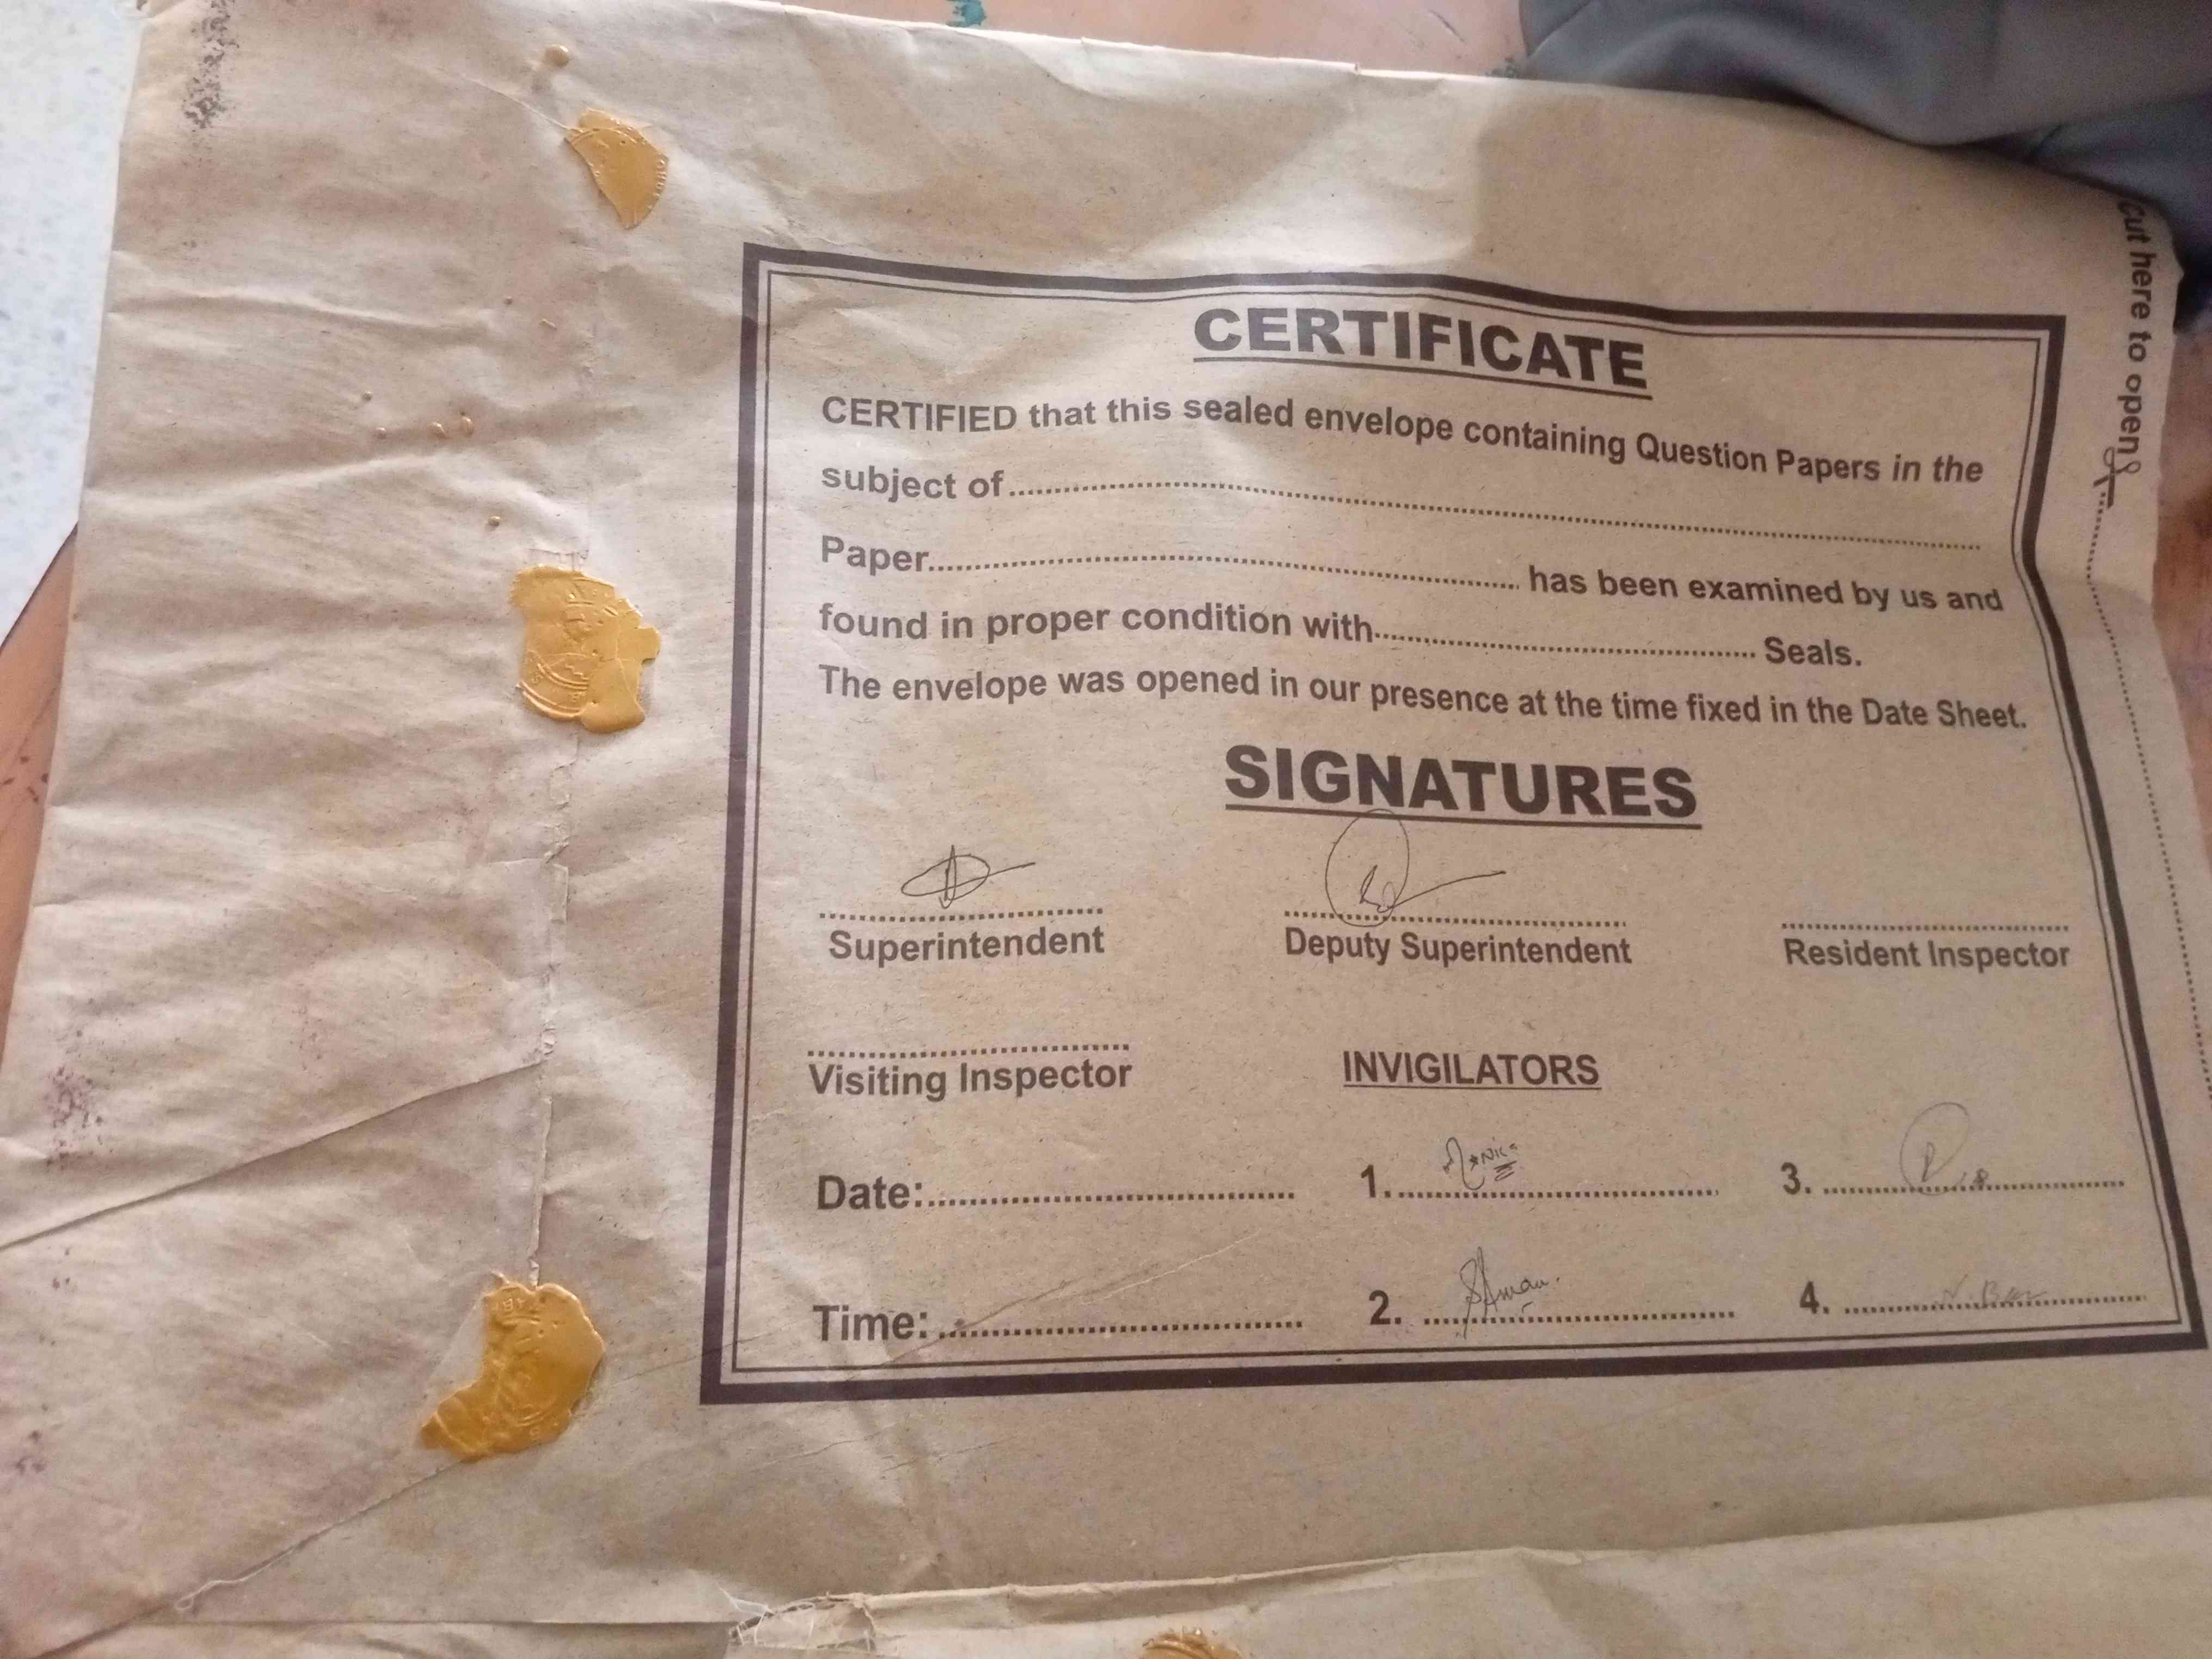 Cut here to open
CERTIFICATE
CERTIFIED that this sealed envelope containing Question Papers in the
subject of
Paper has been examined by us and
found in proper condition with Seals.
The envelope was opened in our presence at the time fixed in the Date Sheet.
SIGNATURES
Superintendent Deputy Superintendent Resident Inspector
Visiting Inspector INVIGILATORS
Date: 1. 3.
Time: 2. 4.